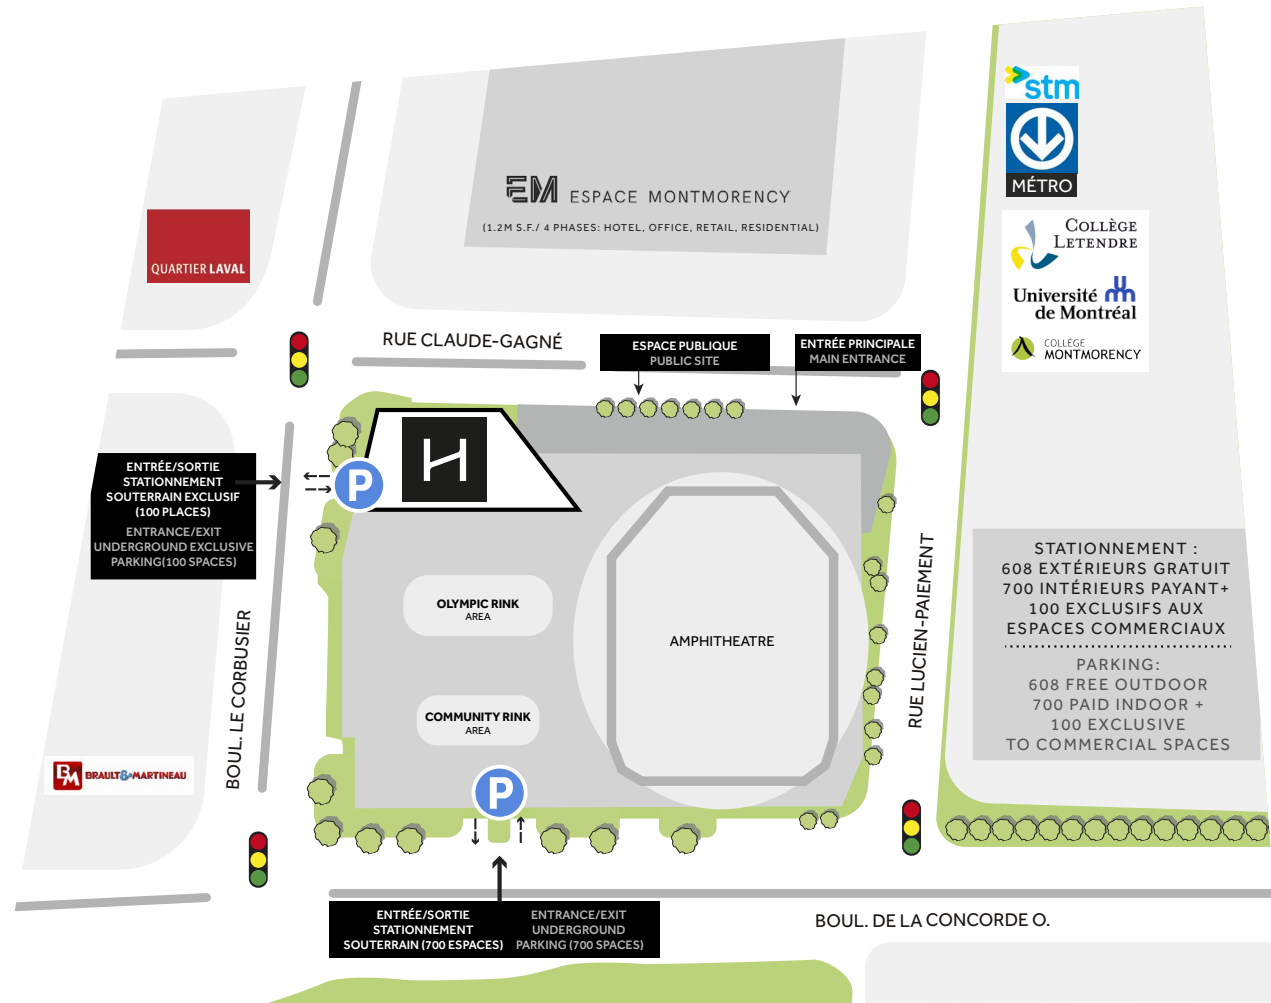 stm
MÉTRO
EM ESPACE MONTMORENCY
(1.2M S.F./ 4 PHASES: HOTEL, OFFICE, RETAIL, RESIDENTIAL)
QUARTIER LAVAL
COLLÈGE
LETENDRE
Université
de Montréal
COLLÈGE
MONTMORENCY
RUE CLAUDE-GAGNÉ
ESPACE PUBLIQUE
PUBLIC SITE
ENTRÉE PRINCIPALE
MAIN ENTRANCE
H
P
ENTRÉE/SORTIE
STATIONNEMENT
SOUTERRAIN EXCLUSIF
(100 PLACES)
ENTRANCE/EXIT
UNDERGROUND EXCLUSIVE
PARKING(100 SPACES)
OLYMPIC RINK
AREA
AMPHITHEATRE
COMMUNITY RINK
AREA
BOUL. LE CORBUSIER
RUE LUCIEN-PAIEMENT
STATIONNEMENT :
608 EXTÉRIEURS GRATUIT
700 INTÉRIEURS PAYANT+
100 EXCLUSIFS AUX
ESPACES COMMERCIAUX
PARKING:
608 FREE OUTDOOR
700 PAID INDOOR +
100 EXCLUSIVE
TO COMMERCIAL SPACES
BM BRAULT&MARTINEAU
P
ENTRÉE/SORTIE
STATIONNEMENT
SOUTERRAIN (700 ESPACES)
ENTRANCE/EXIT
UNDERGROUND
PARKING (700 SPACES)
BOUL. DE LA CONCORDE O.